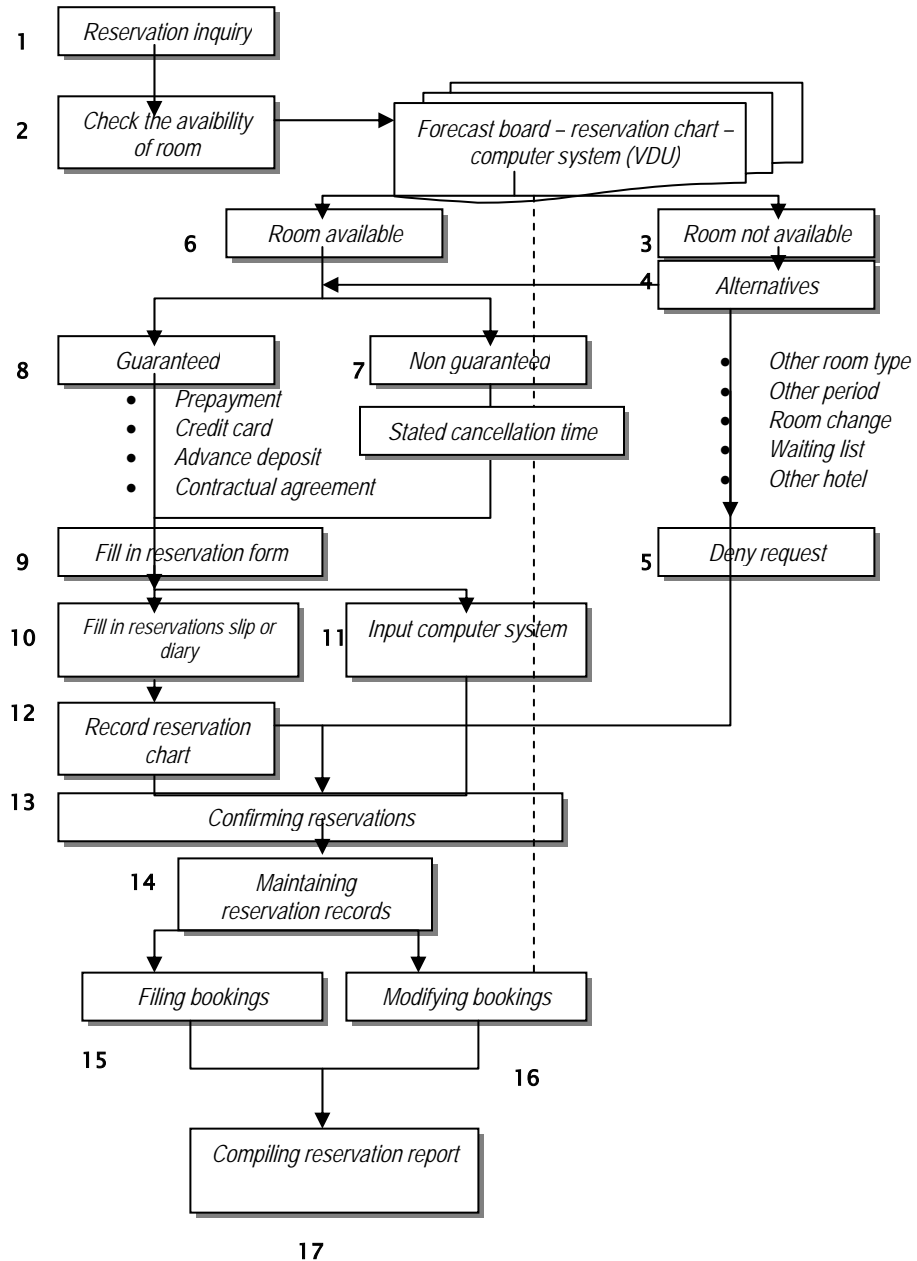 1
Reservation inquiry
2
Check the avaibility
of room
Forecast board – reservation chart –
computer system (VDU)
6
Room available
3
Room not available
4
Alternatives
8
Guaranteed
7
Non guaranteed
• Prepayment
• Credit card
• Advance deposit
• Contractual agreement
Stated cancellation time
• Other room type
• Other period
• Room change
• Waiting list
• Other hotel
9
Fill in reservation form
5
Deny request
10
Fill in reservations slip or
diary
11
Input computer system
12
Record reservation
chart
13
Confirming reservations
14
Maintaining
reservation records
Filing bookings
Modifying bookings
15
16
Compiling reservation report
17